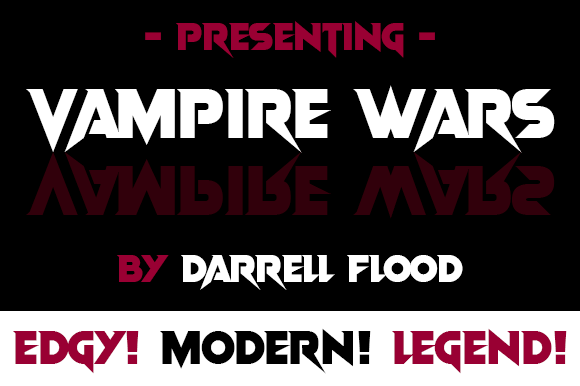 - PRESENTING -
VAMPIRE WARS
BY DARRELL FLOOD
EDGY! MODERN! LEGEND!